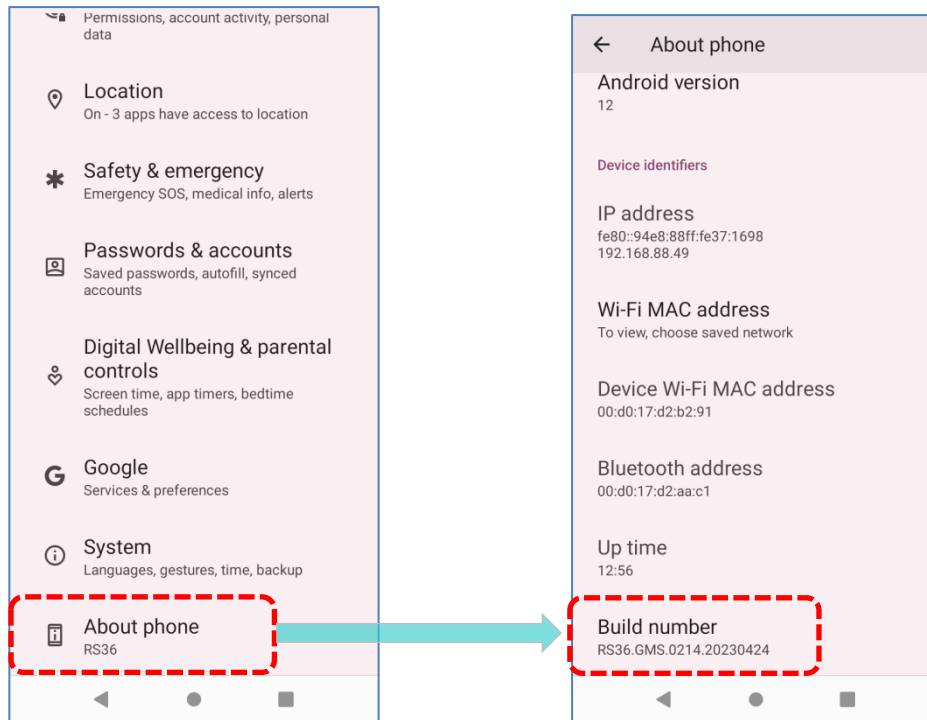 Permissions, account activity, personal
data
Location
On - 3 apps have access to location
Safety & emergency
Emergency SOS, medical info, alerts
Passwords & accounts
Saved passwords, autofill, synced
accounts
Digital Wellbeing & parental
controls
Screen time, app timers, bedtime
schedules
Google
Services & preferences
System
Languages, gestures, time, backup
About phone
RS36
About phone
Android version
12
Device identifiers
IP address
fe80::94e8:88ff:fe37:1698
192.168.88.49
Wi-Fi MAC address
To view, choose saved network
Device Wi-Fi MAC address
00:d0:17:d2:b2:91
Bluetooth address
00:d0:17:d2:aa:c1
Up time
12:56
Build number
RS36.GMS.0214.20230424